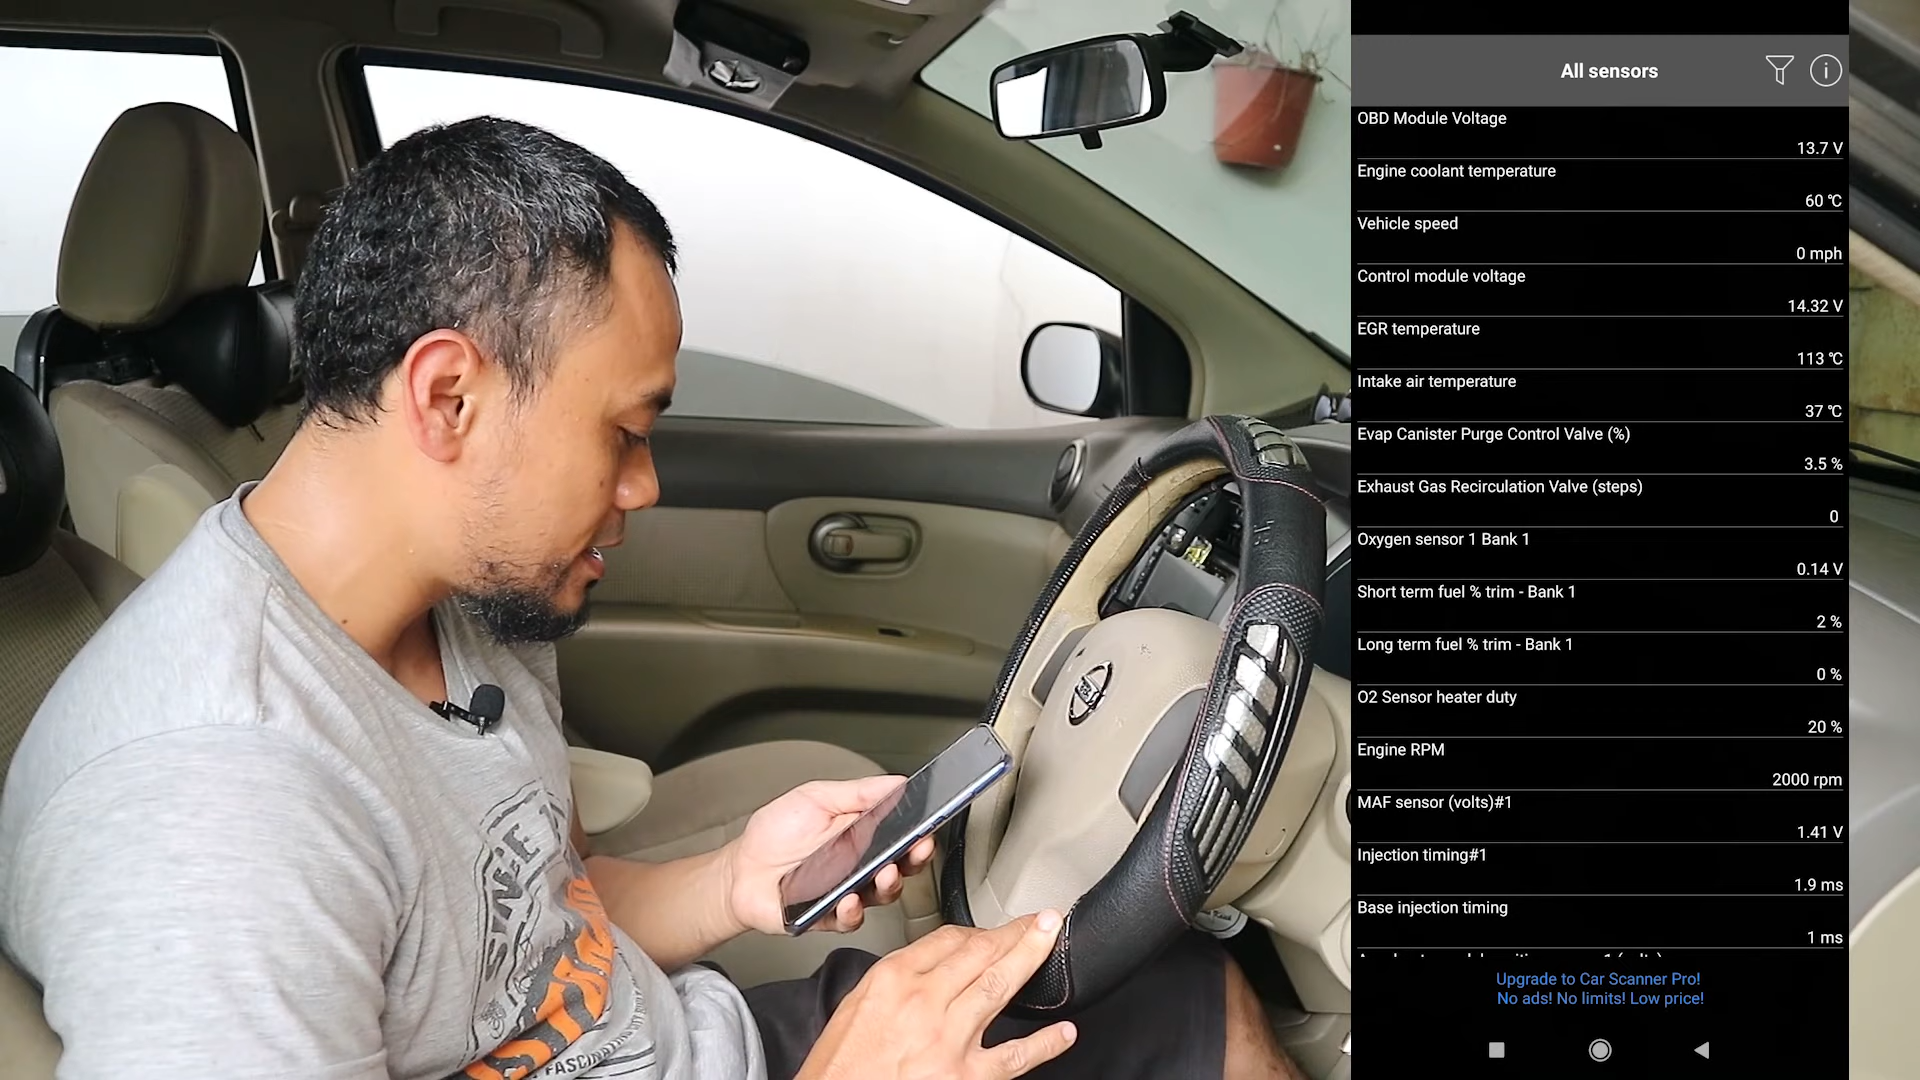 All sensors
OBD Module Voltage
13.7 V
Engine coolant temperature
60 ℃
Vehicle speed
0 mph
Control module voltage
14.32 V
EGR temperature
113 ℃
Intake air temperature
37 ℃
Evap Canister Purge Control Valve (%)
3.5 %
Exhaust Gas Recirculation Valve (steps)
0
Oxygen sensor 1 Bank 1
0.14 V
Short term fuel % trim - Bank 1
2 %
Long term fuel % trim - Bank 1
0 %
O2 Sensor heater duty
20 %
Engine RPM
2000 rpm
MAF sensor (volts)#1
1.41 V
Injection timing#1
1.9 ms
Base injection timing
1 ms
Upgrade to Car Scanner Pro!
No ads! No limits! Low price!
SINCE
FASCINAT